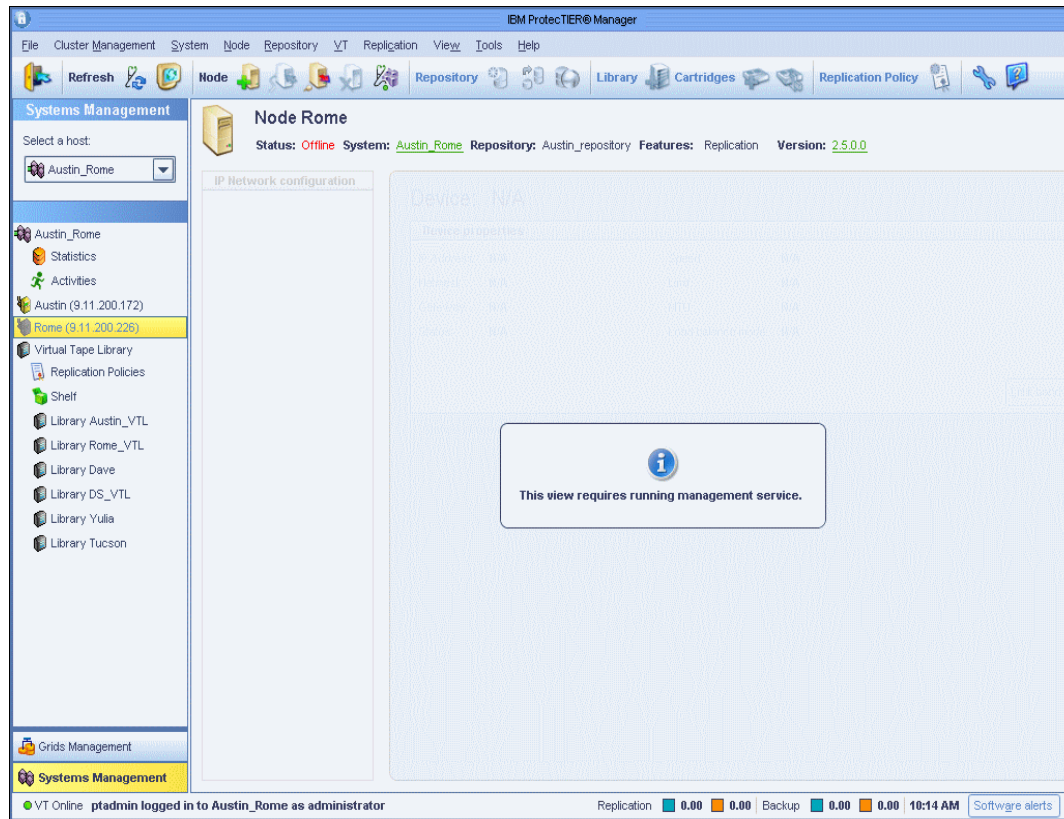 IBM ProtecTIER® Manager
File Cluster Management System Node Repository VT Replication View Tools Help
Refresh Node Repository Library Cartridges Replication Policy
Systems Management
Select a host:
Austin_Rome
Node Rome
Status: Offline System: Austin_Rome Repository: Austin_repository Features: Replication Version: 2.5.0.0
IP Network configuration
Device: N/A
Device properties
Austin_Rome
Statistics
Activities
Austin (9.11.200.172)
Rome (9.11.200.226)
Virtual Tape Library
Replication Policies
Shelf
Library Austin_VTL
Library Rome_VTL
Library Dave
Library DS_VTL
Library Yulia
Library Tucson
This view requires running management service.
Grids Management
Systems Management
VT Online ptadmin logged in to Austin_Rome as administrator
Replication 0.00 0.00 Backup 0.00 0.00 10:14 AM Software alerts